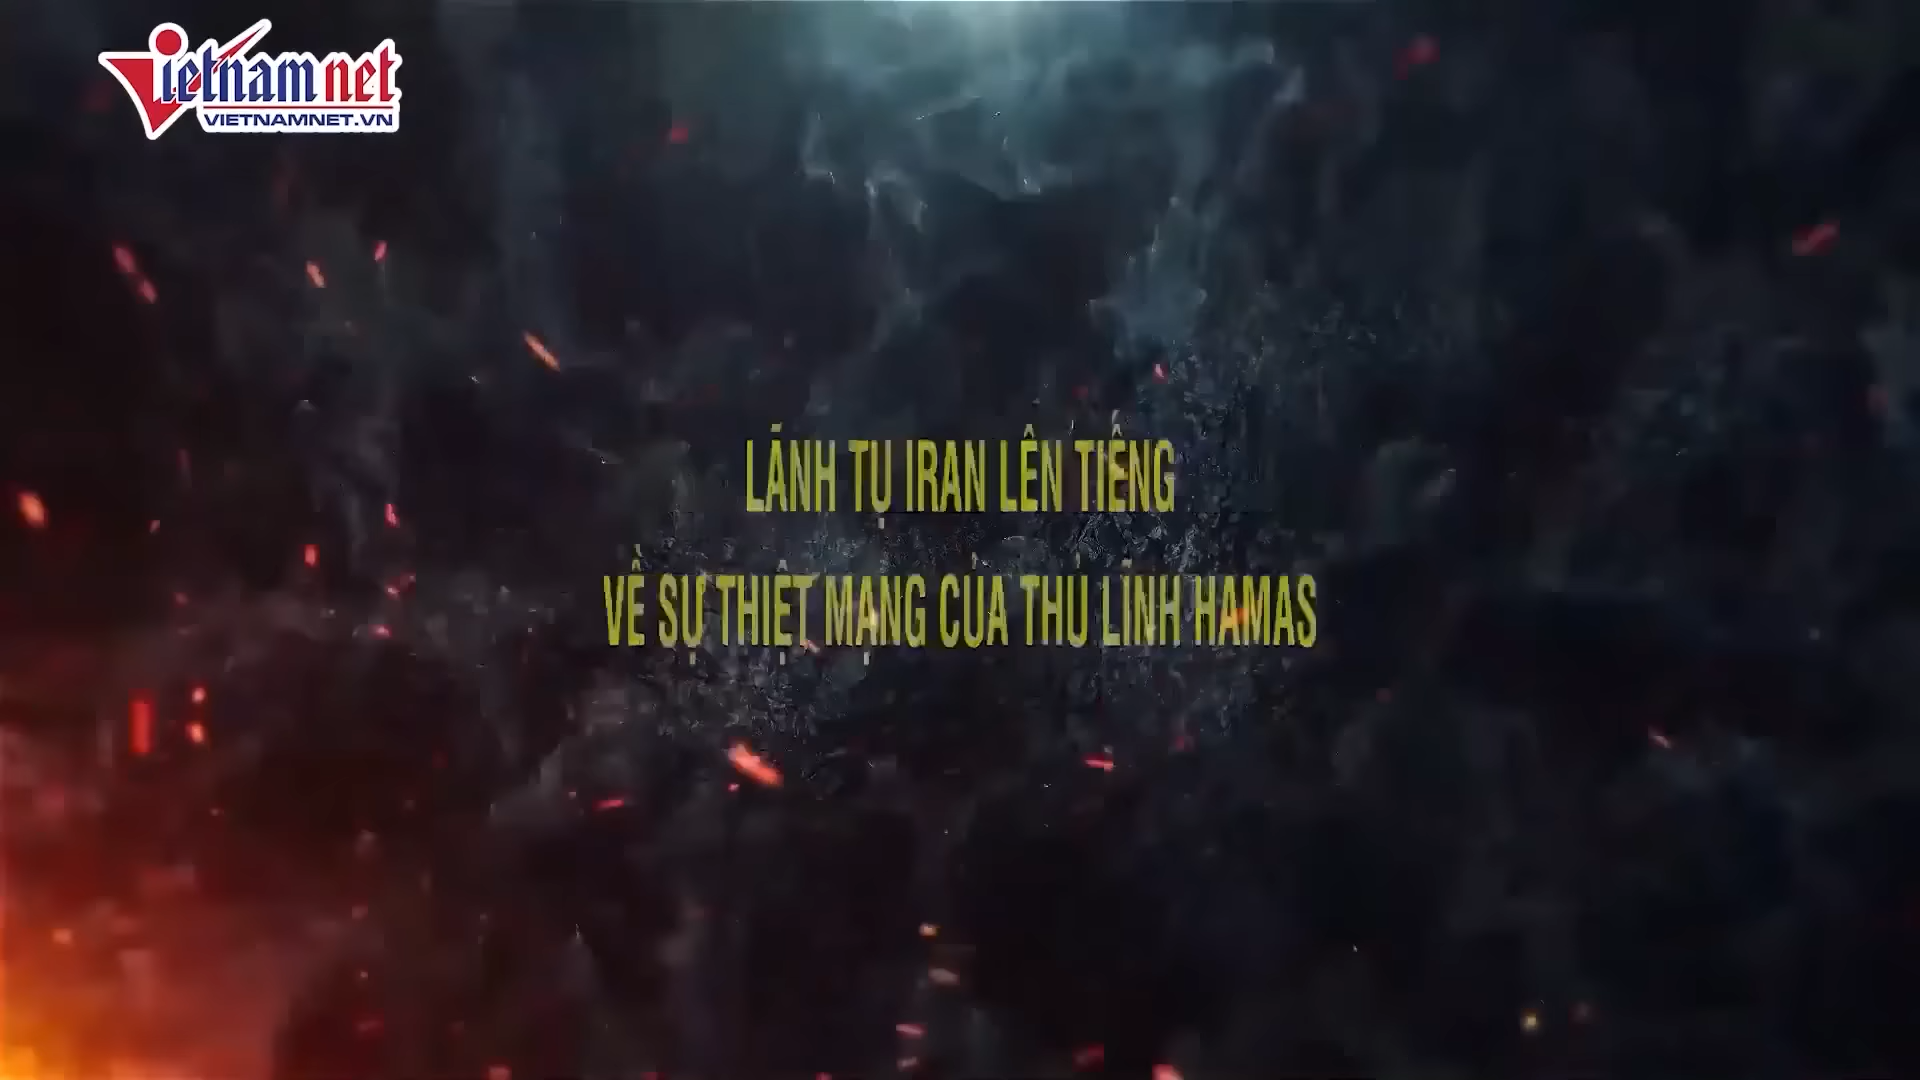 Vietnamnet
VIETNAMNET.VN
LÃNH TỤ IRAN LÊN TIẾNG
VỀ SỰ THIỆT MẠNG CỦA THỦ LĨNH HAMAS